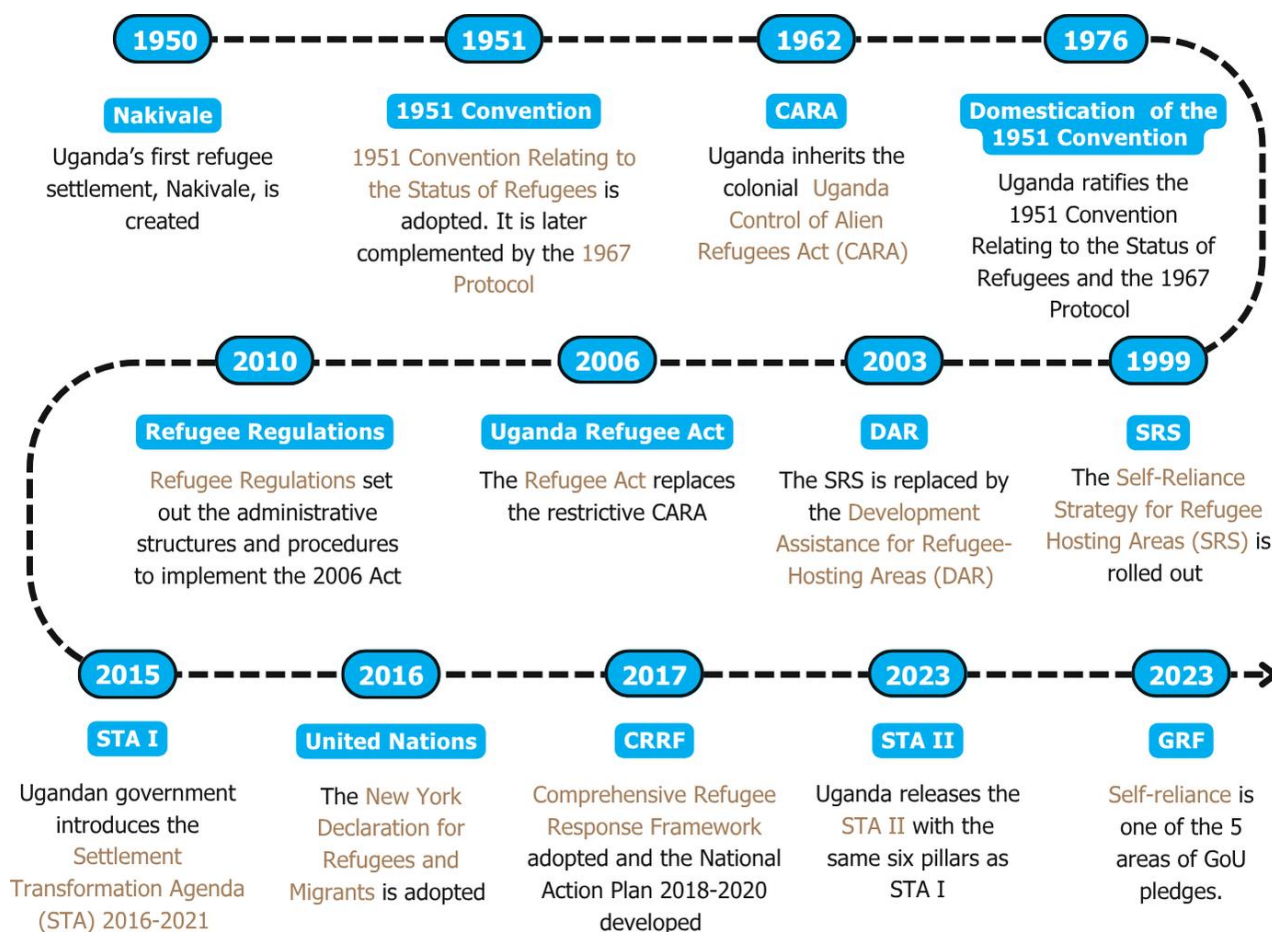 1950
1951
1962
1976
Nakivale
Uganda's first refugee
settlement, Nakivale, is
created
1951 Convention
1951 Convention Relating to
the Status of Refugees is
adopted. It is later
complemented by the 1967
Protocol
CARA
Uganda inherits the
colonial Uganda
Control of Alien
Refugees Act (CARA)
Domestication of the
1951 Convention
Uganda ratifies the
1951 Convention
Relating to the Status of
Refugees and the 1967
Protocol
1999
SRS
The Self-Reliance
Strategy for Refugee
Hosting Areas (SRS) is
rolled out
2003
DAR
The SRS is replaced by
the Development
Assistance for Refugee-
Hosting Areas (DAR)
2006
Uganda Refugee Act
The Refugee Act replaces
the restrictive CARA
2010
Refugee Regulations
Refugee Regulations set
out the administrative
structures and procedures
to implement the 2006 Act
2015
STA I
Ugandan government
introduces the
Settlement
Transformation Agenda
(STA) 2016-2021
2016
United Nations
The New York
Declaration for
Refugees and
Migrants is adopted
2017
CRRF
Comprehensive Refugee
Response Framework
adopted and the National
Action Plan 2018-2020
developed
2023
STA II
Uganda releases the
STA II with the
same six pillars as
STA I
2023
GRF
Self-reliance is
one of the 5
areas of GoU
pledges.